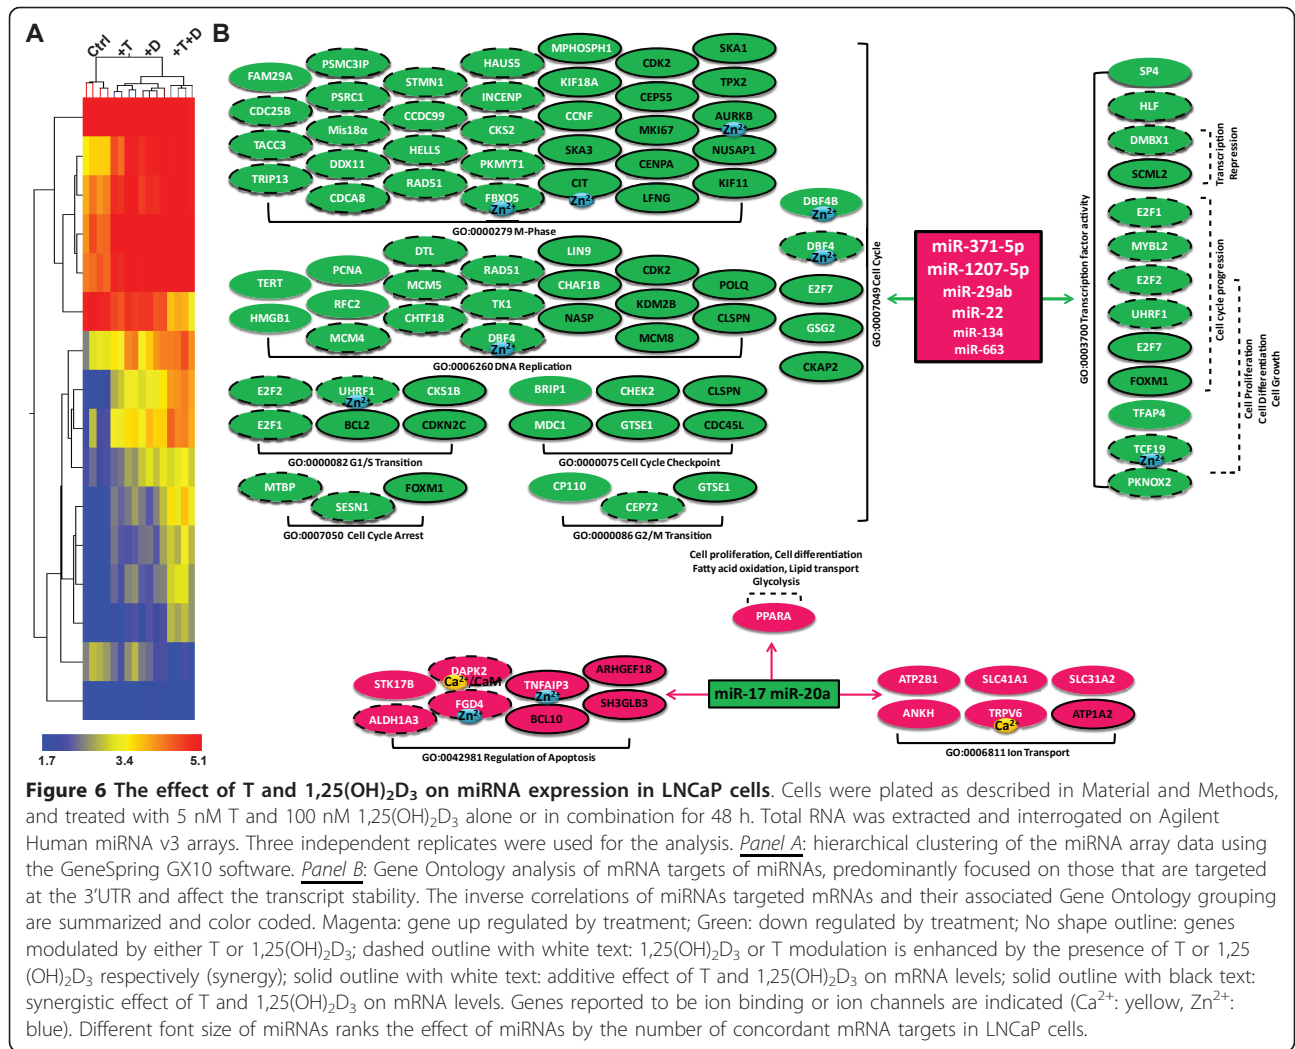 A
B
Ctrl
+T
+D
+T+D
1.7
3.4
5.1
FAM29A
CDC25B
TACC3
TRIP13
PSMC3IP
PSRC1
Mis18α
DDX11
CDCA8
STMN1
CCDC99
HELLS
RAD51
HAUS5
INCENP
CKS2
PKMYT1
FBXO5
Zn2+
MPHOSPH1
KIF18A
CCNF
SKA3
CIT
Zn2+
CDK2
CEP55
MKI67
CENPA
LFNG
SKA1
TPX2
AURKB
Zn2+
NUSAP1
KIF11
GO:0000279 M-Phase
TERT
HMGB1
PCNA
RFC2
MCM4
DTL
MCM5
CHTF18
RAD51
TK1
DBF4
Zn2+
LIN9
CHAF1B
NASP
CDK2
KDM2B
MCM8
POLQ
CLSPN
GO:0006260 DNA Replication
E2F2
E2F1
UHRF1
Zn2+
BCL2
CKS1B
CDKN2C
GO:0000082 G1/S Transition
BRIP1
MDC1
CHEK2
GTSE1
CLSPN
CDC45L
GO:0000075 Cell Cycle Checkpoint
MTBP
SESN1
FOXM1
GO:0007050 Cell Cycle Arrest
CP110
CEP72
GTSE1
GO:0000086 G2/M Transition
DBF4B
Zn2+
DBF4
Zn2+
E2F7
GSG2
CKAP2
GO:0007049 Cell Cycle
miR-371-5p
miR-1207-5p
miR-29ab
miR-22
miR-134
miR-663
GO:0003700 Transcription factor activity
SP4
HLF
DMBX1
SCML2
E2F1
MYBL2
E2F2
UHRF1
E2F7
FOXM1
TFAP4
TCF19
Zn2+
PKNOX2
Transcription
Repression
Cell cycle progression
Cell Proliferation
Cell Differentiation
Cell Growth
Cell proliferation, Cell differentiation
Fatty acid oxidation, Lipid transport
Glycolysis
PPARA
miR-17 miR-20a
STK17B
ALDH1A3
DAPK2
Ca2+/CaM
FGD4
Zn2+
TNFAIP3
Zn2+
BCL10
ARHGEF18
SH3GLB3
GO:0042981 Regulation of Apoptosis
ATP2B1
SLC41A1
SLC31A2
ANKH
TRPV6
Ca2+
ATP1A2
GO:0006811 Ion Transport
Figure 6 The effect of T and 1,25(OH)2D3 on miRNA expression in LNCaP cells. Cells were plated as described in Material and Methods,
and treated with 5 nM T and 100 nM 1,25(OH)2D3 alone or in combination for 48 h. Total RNA was extracted and interrogated on Agilent
Human miRNA v3 arrays. Three independent replicates were used for the analysis. Panel A: hierarchical clustering of the miRNA array data using
the GeneSpring GX10 software. Panel B: Gene Ontology analysis of mRNA targets of miRNAs, predominantly focused on those that are targeted
at the 3'UTR and affect the transcript stability. The inverse correlations of miRNAs targeted mRNAs and their associated Gene Ontology grouping
are summarized and color coded. Magenta: gene up regulated by treatment; Green: down regulated by treatment; No shape outline: genes
modulated by either T or 1,25(OH)2D3; dashed outline with white text: 1,25(OH)2D3 or T modulation is enhanced by the presence of T or 1,25
(OH)2D3 respectively (synergy); solid outline with white text: additive effect of T and 1,25(OH)2D3 on mRNA levels; solid outline with black text:
synergistic effect of T and 1,25(OH)2D3 on mRNA levels. Genes reported to be ion binding or ion channels are indicated (Ca2+: yellow, Zn2+:
blue). Different font size of miRNAs ranks the effect of miRNAs by the number of concordant mRNA targets in LNCaP cells.